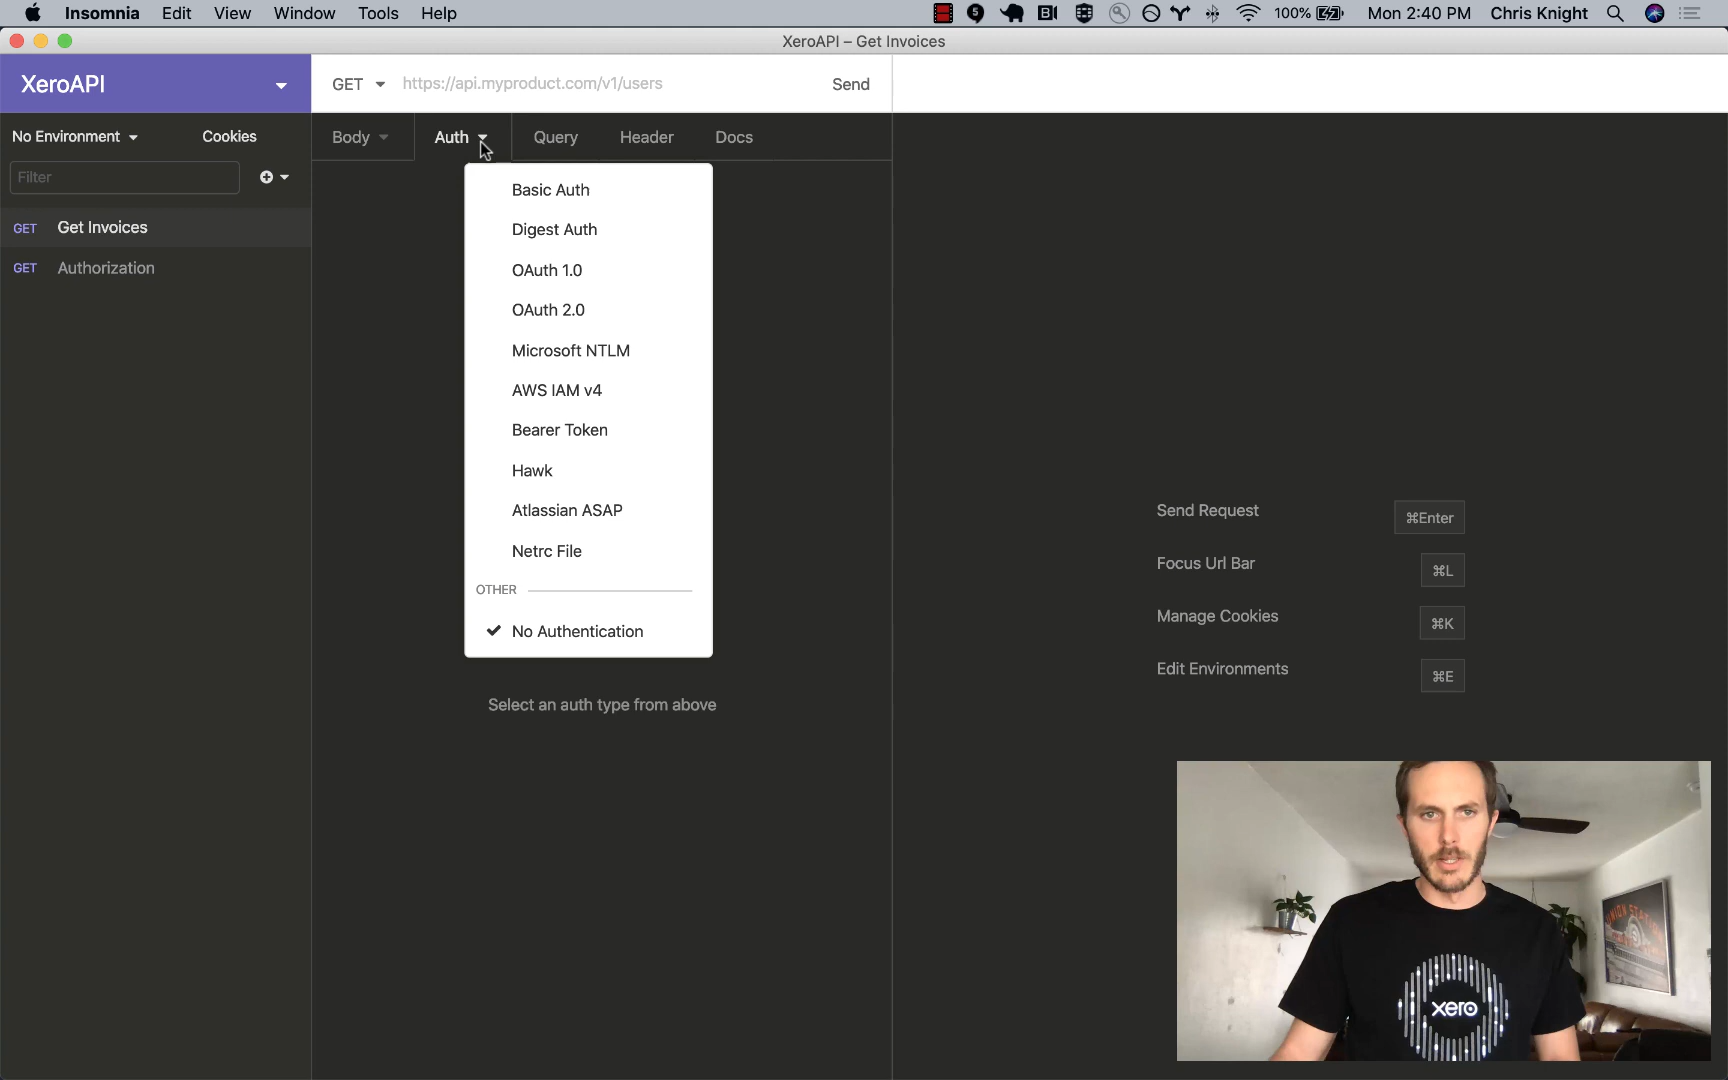 Insomnia Edit View Window Tools Help 100% Mon 2:40 PM Chris Knight
XeroAPI – Get Invoices
XeroAPI
GET https://api.myproduct.com/v1/users Send
No Environment Cookies
Body Auth Query Header Docs
Filter
GET Get Invoices
GET Authorization
Basic Auth
Digest Auth
OAuth 1.0
OAuth 2.0
Microsoft NTLM
AWS IAM v4
Bearer Token
Hawk
Atlassian ASAP
Netrc File
OTHER
No Authentication
Select an auth type from above
Send Request ⌘Enter
Focus Url Bar ⌘L
Manage Cookies ⌘K
Edit Environments ⌘E
UNION STATION
xero